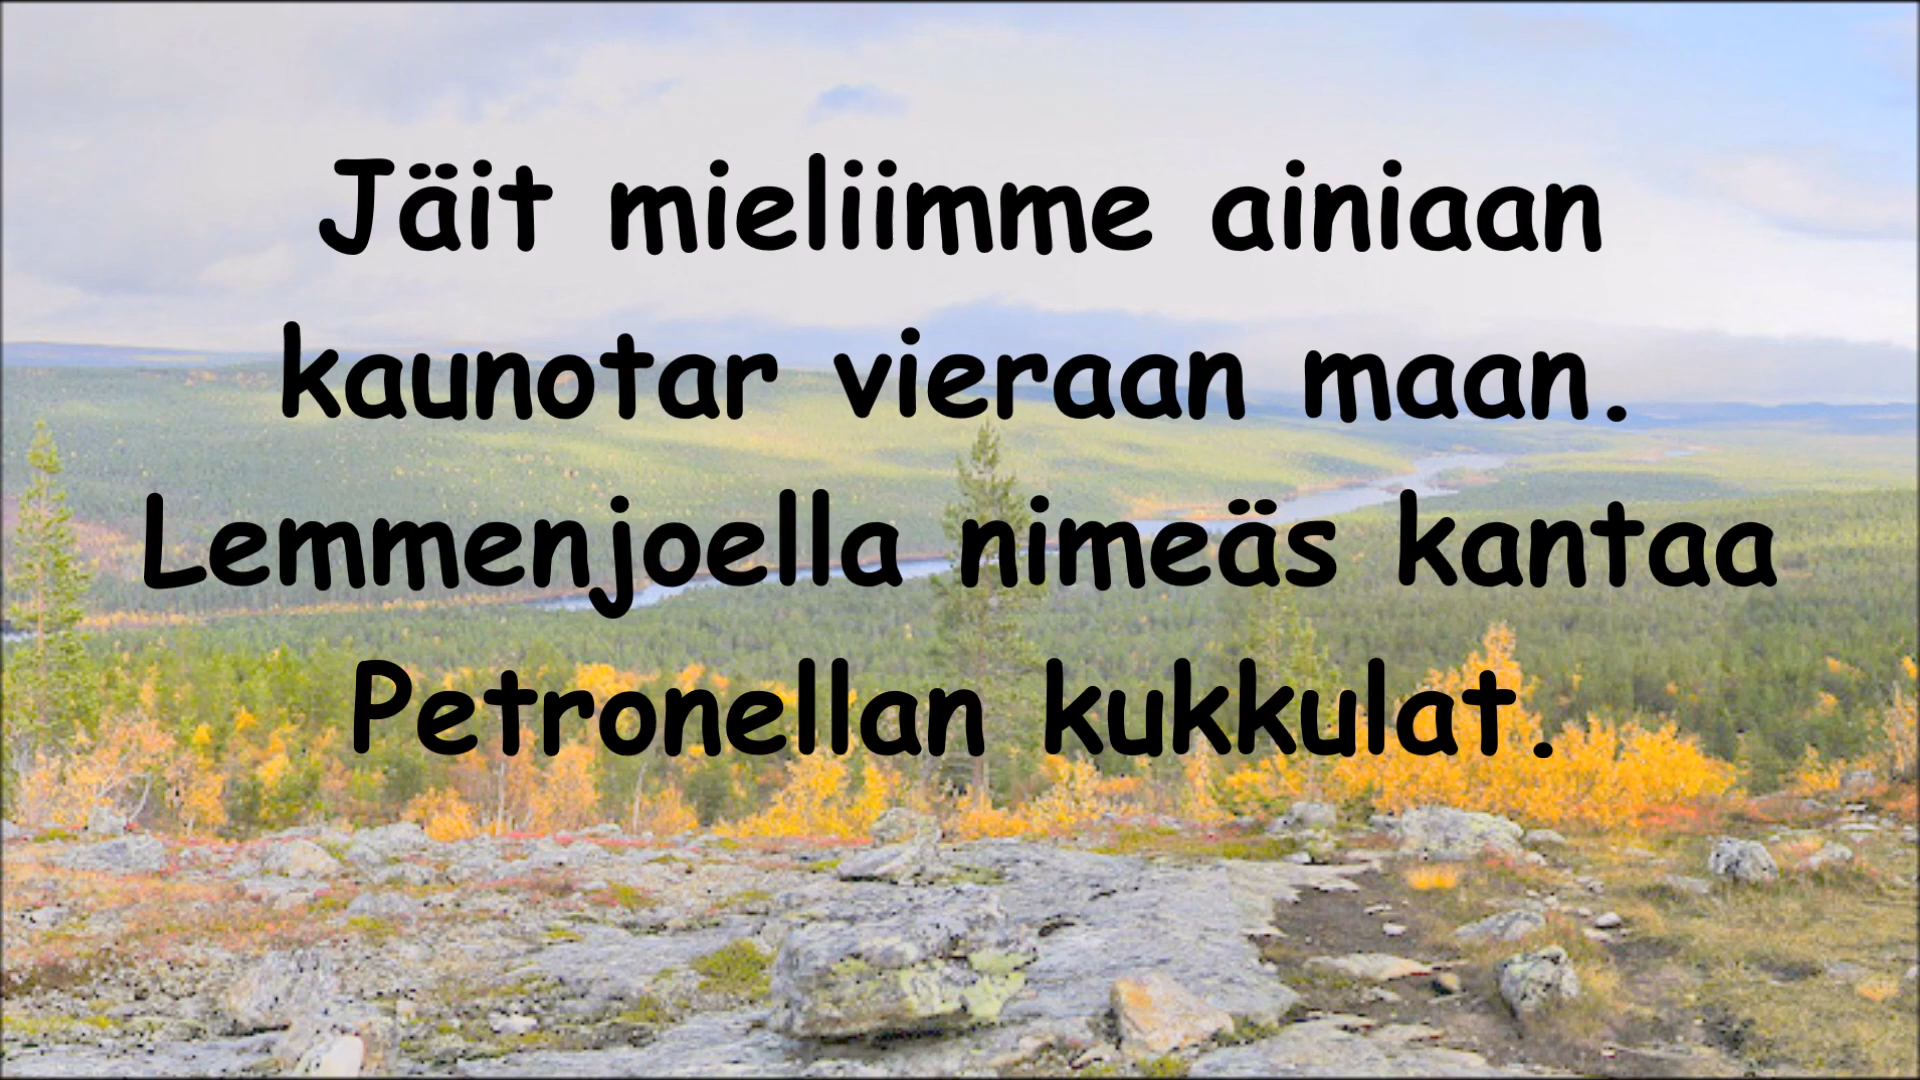 Jäit mieliimme ainiaan
kaunotar vieraan maan.
Lemmenjoella nimeäs kantaa
Petronellan kukkulat.